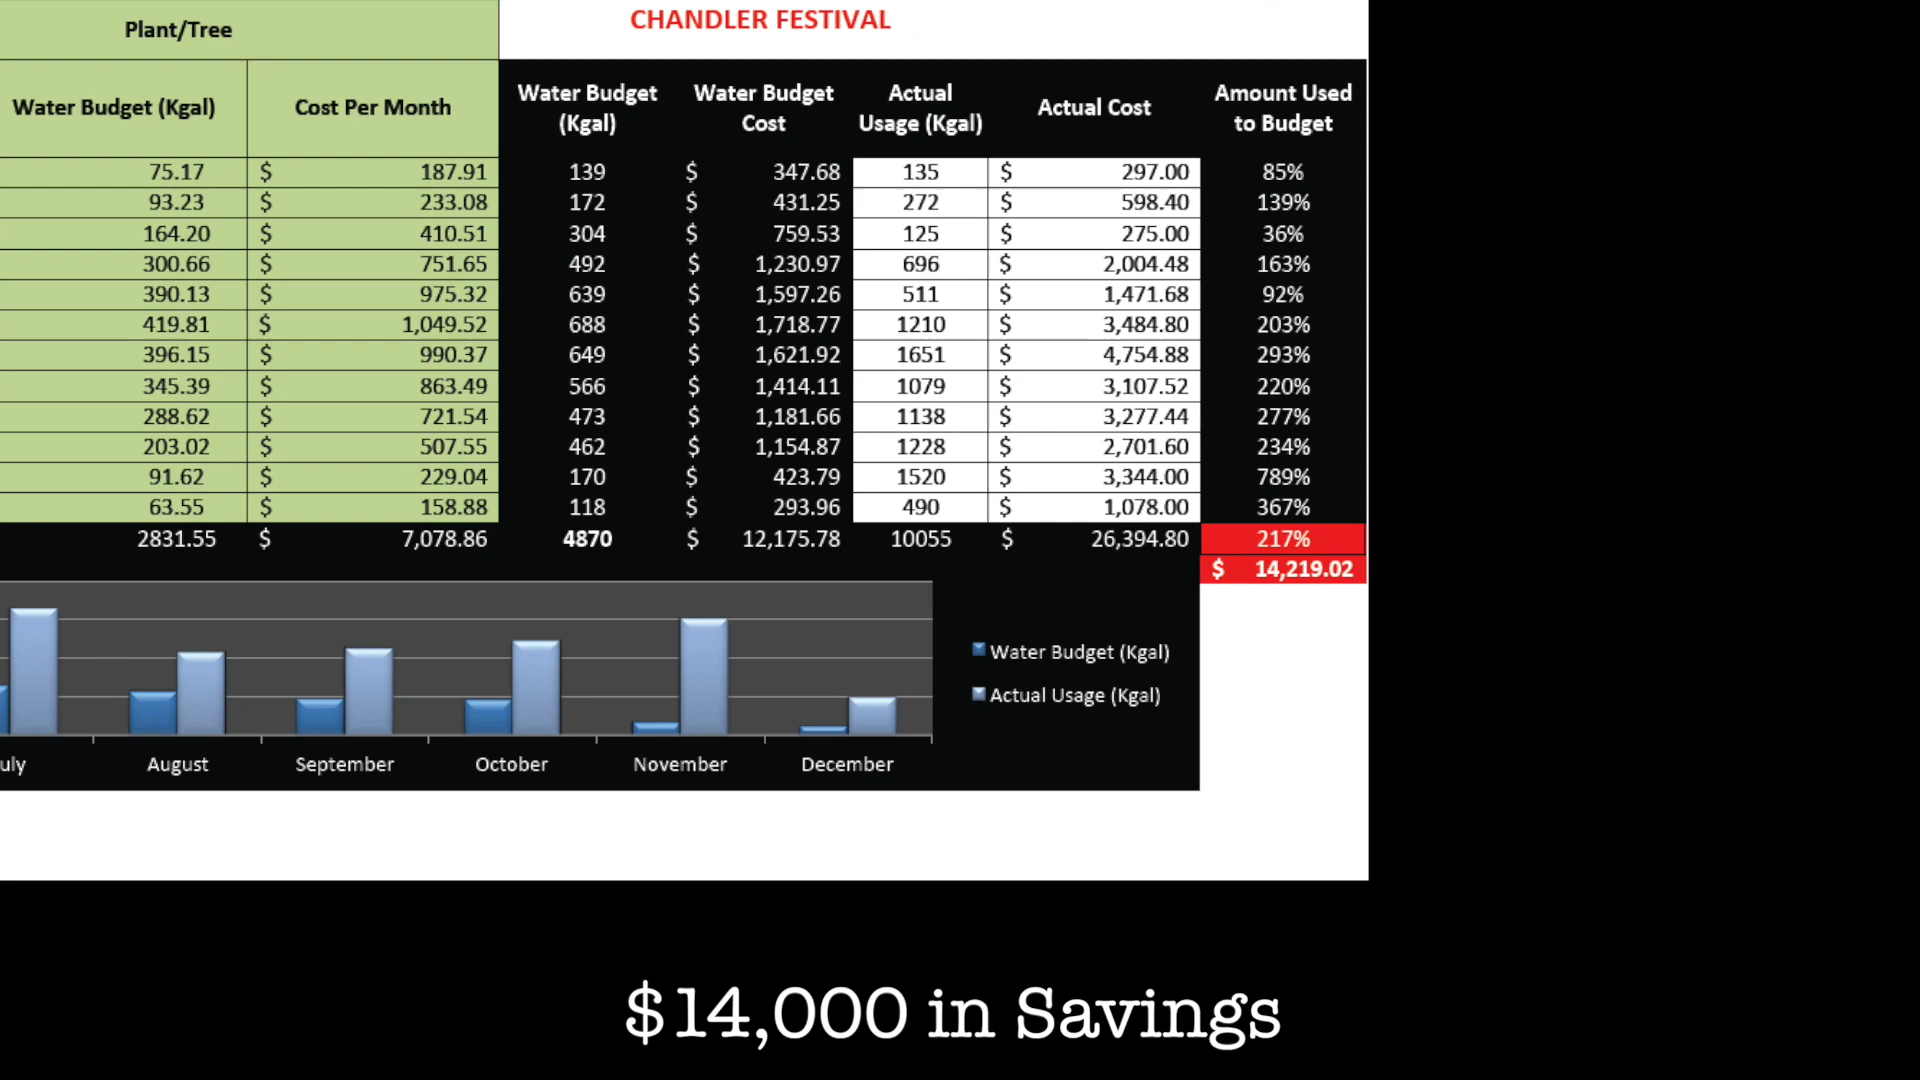 Plant/Tree
CHANDLER FESTIVAL
Water Budget (Kgal) Cost Per Month Water Budget (Kgal) Water Budget Cost Actual Usage (Kgal) Actual Cost Amount Used to Budget
75.17 $ 187.91 139 $ 347.68 135 $ 297.00 85%
93.23 $ 233.08 172 $ 431.25 272 $ 598.40 139%
164.20 $ 410.51 304 $ 759.53 125 $ 275.00 36%
300.66 $ 751.65 492 $ 1,230.97 696 $ 2,004.48 163%
390.13 $ 975.32 639 $ 1,597.26 511 $ 1,471.68 92%
419.81 $ 1,049.52 688 $ 1,718.77 1210 $ 3,484.80 203%
396.15 $ 990.37 649 $ 1,621.92 1651 $ 4,754.88 293%
345.39 $ 863.49 566 $ 1,414.11 1079 $ 3,107.52 220%
288.62 $ 721.54 473 $ 1,181.66 1138 $ 3,277.44 277%
203.02 $ 507.55 462 $ 1,154.87 1228 $ 2,701.60 234%
91.62 $ 229.04 170 $ 423.79 1520 $ 3,344.00 789%
63.55 $ 158.88 118 $ 293.96 490 $ 1,078.00 367%
2831.55 $ 7,078.86 4870 $ 12,175.78 10055 $ 26,394.80 217%
$ 14,219.02
Water Budget (Kgal)
Actual Usage (Kgal)
uly August September October November December
$14,000 in Savings